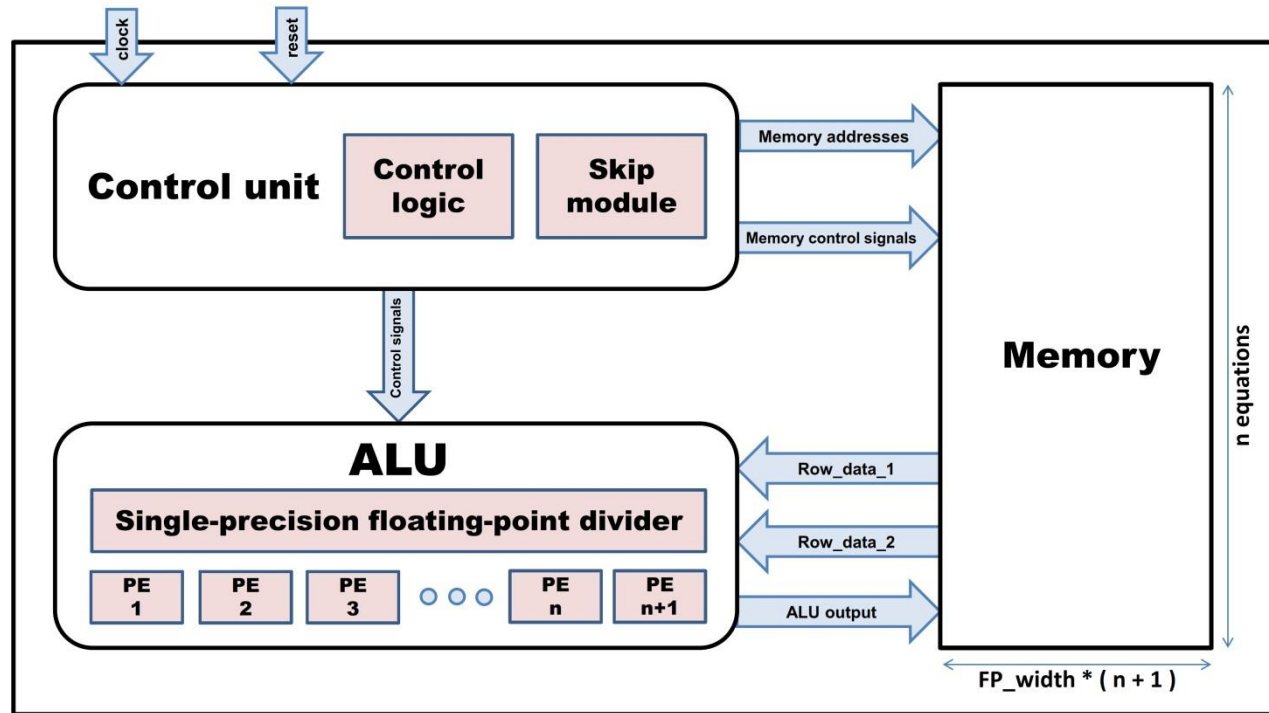 clock
reset
Control unit
Control
logic
Skip
module
Memory addresses
Memory control signals
Control signals
Memory
n equations
ALU
Single-precision floating-point divider
PE
1
PE
2
PE
3
PE
n
PE
n+1
Row_data_1
Row_data_2
ALU output
FP_width * ( n + 1 )